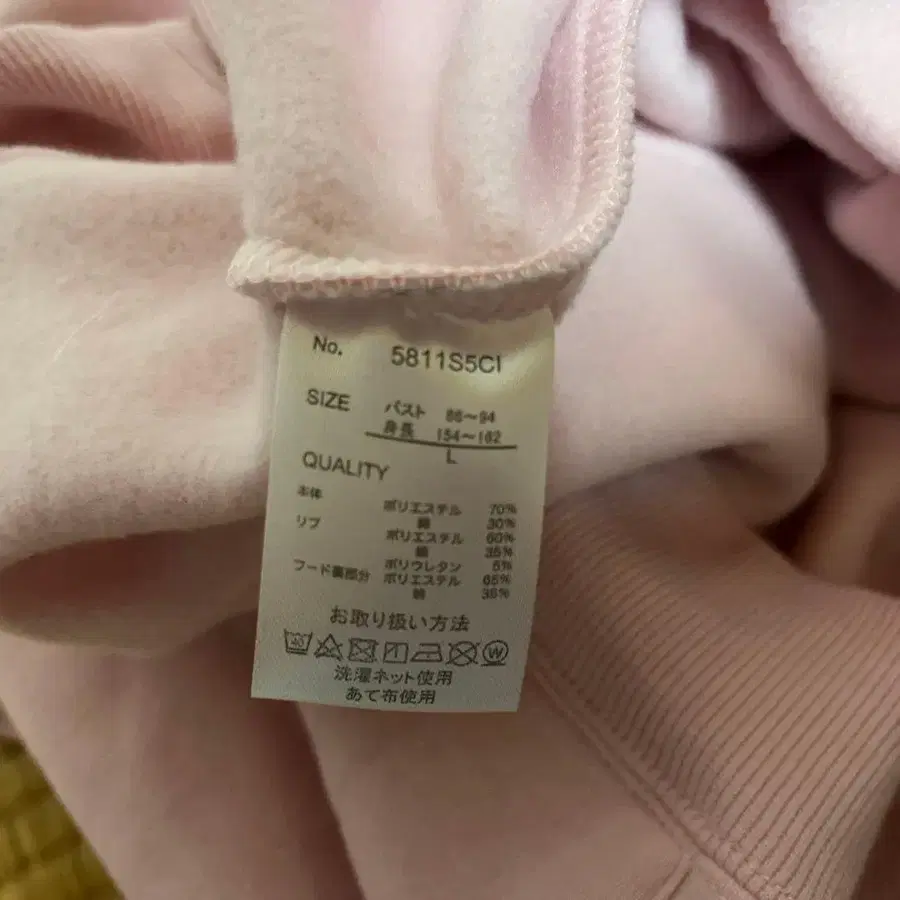 No. 5811S5CI
SIZE バスト 86～94
身長 154～162
L
QUALITY
本体
ポリエステル 70%
リブ 綿 30%
ポリエステル 60%
綿 35%
ポリウレタン 5%
フード裏部分 ポリエステル 65%
綿 35%
お取り扱い方法
40 W
洗濯ネット使用
あて布使用